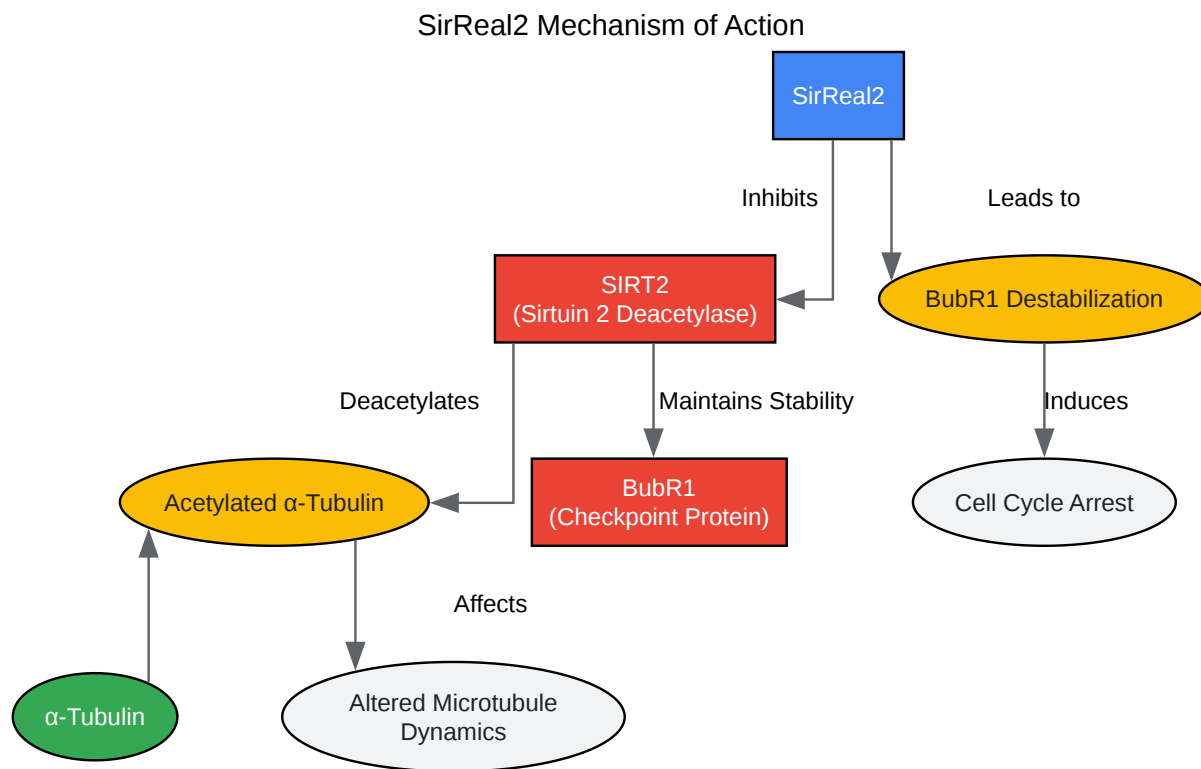 SirReal2 Mechanism of Action
SirReal2
Inhibits
Leads to
SIRT2
(Sirtuin 2 Deacetylase)
BubR1 Destabilization
Deacetylates
Maintains Stability
Induces
Acetylated α-Tubulin
BubR1
(Checkpoint Protein)
Cell Cycle Arrest
Affects
α-Tubulin
Altered Microtubule
Dynamics